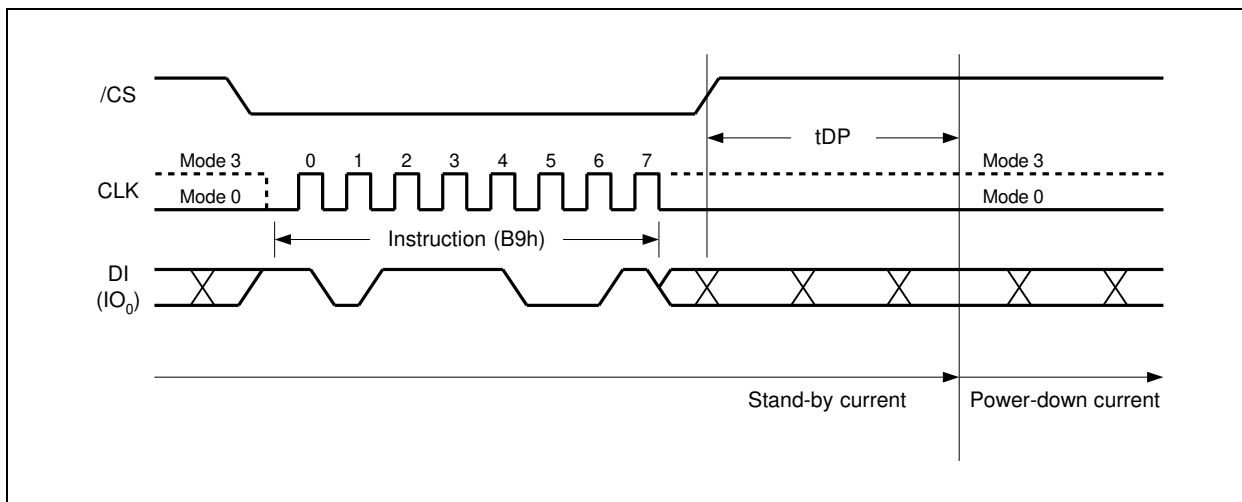 /CS
tDP
Mode 3 0 1 2 3 4 5 6 7 Mode 3
CLK
Mode 0 Mode 0
Instruction (B9h)
DI
(IO0)
Stand-by current Power-down current